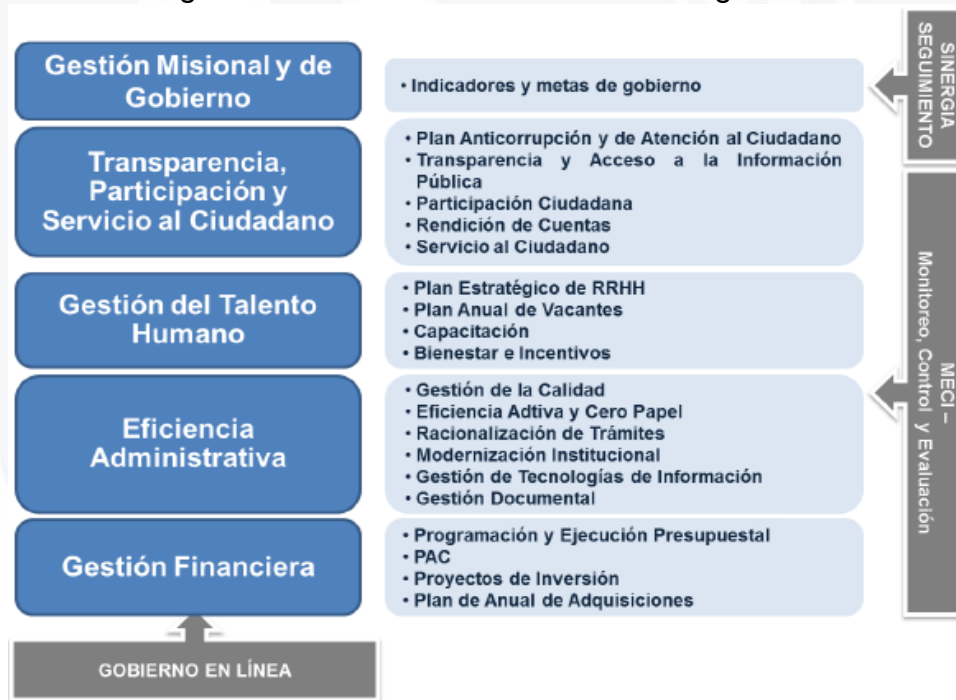 Gestión Misional y de
Gobierno
• Indicadores y metas de gobierno
Transparencia,
Participación y
Servicio al Ciudadano
• Plan Anticorrupción y de Atención al Ciudadano
• Transparencia y Acceso a la Información
Pública
• Participación Ciudadana
• Rendición de Cuentas
• Servicio al Ciudadano
Gestión del Talento
Humano
• Plan Estratégico de RRHH
• Plan Anual de Vacantes
• Capacitación
• Bienestar e Incentivos
Eficiencia
Administrativa
• Gestión de la Calidad
• Eficiencia Adtiva y Cero Papel
• Racionalización de Trámites
• Modernización Institucional
• Gestión de Tecnologías de Información
• Gestión Documental
Gestión Financiera
• Programación y Ejecución Presupuestal
• PAC
• Proyectos de Inversión
• Plan de Anual de Adquisiciones
GOBIERNO EN LÍNEA
SINERGIA
SEGUIMIENTO
MECI –
Monitoreo, Control y Evaluación